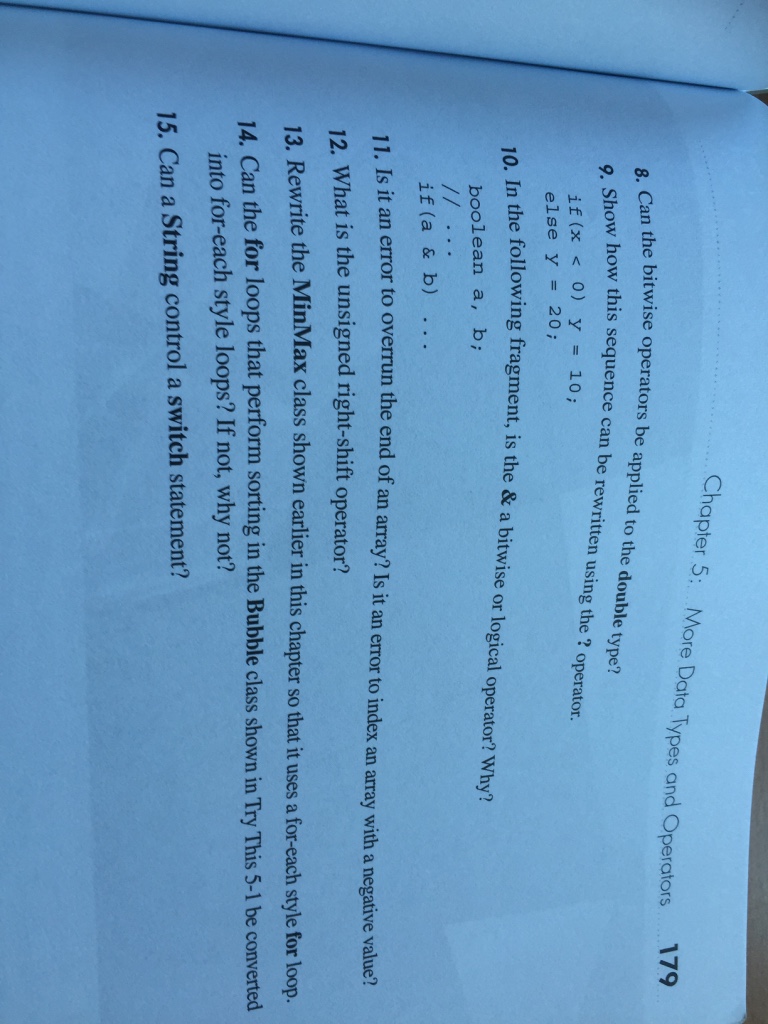 Chapter 5: More Data Types and Operators 179
8. Can the bitwise operators be applied to the double type?
9. Show how this sequence can be rewritten using the ? operator.
if(x < 0) y = 10;
else y = 20;
10. In the following fragment, is the & a bitwise or logical operator? Why?
boolean a, b;
// ...
if(a & b) ...
11. Is it an error to overrun the end of an array? Is it an error to index an array with a negative value?
12. What is the unsigned right-shift operator?
13. Rewrite the MinMax class shown earlier in this chapter so that it uses a for-each style for loop.
14. Can the for loops that perform sorting in the Bubble class shown in Try This 5-1 be converted
into for-each style loops? If not, why not?
15. Can a String control a switch statement?